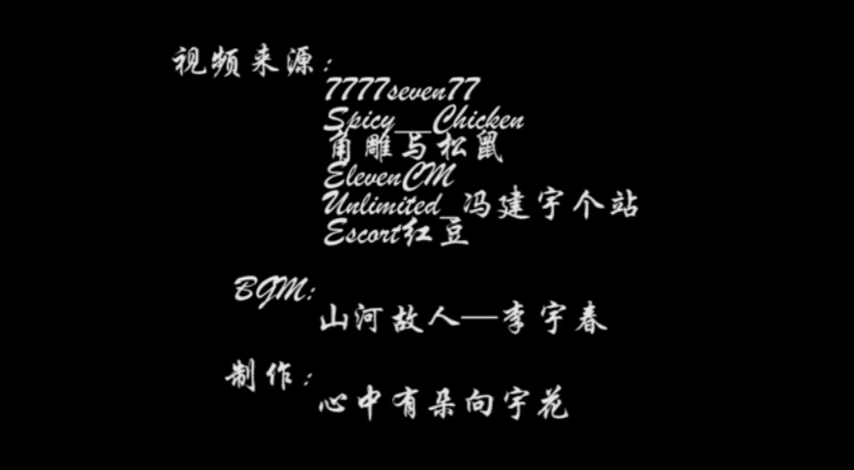 视频来源:
7777seven77
Spicy__Chicken
角雕与松鼠
ElevenCM
Unlimited_冯建宇个站
Escort红豆
BGM:
山河故人—李宇春
制作:
心中有朵向宇花